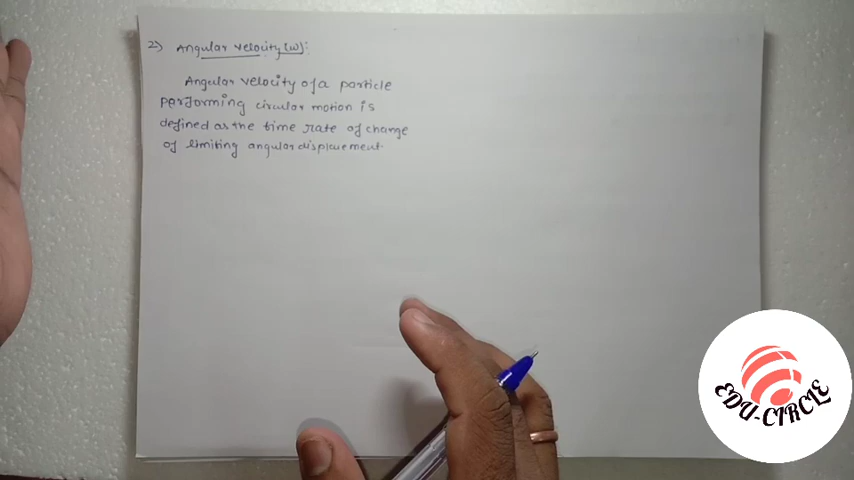 2) Angular velocity (ω):
Angular velocity of a particle
performing circular motion is
defined as the time rate of change
of limiting angular displacement
EDU-CIRCLE